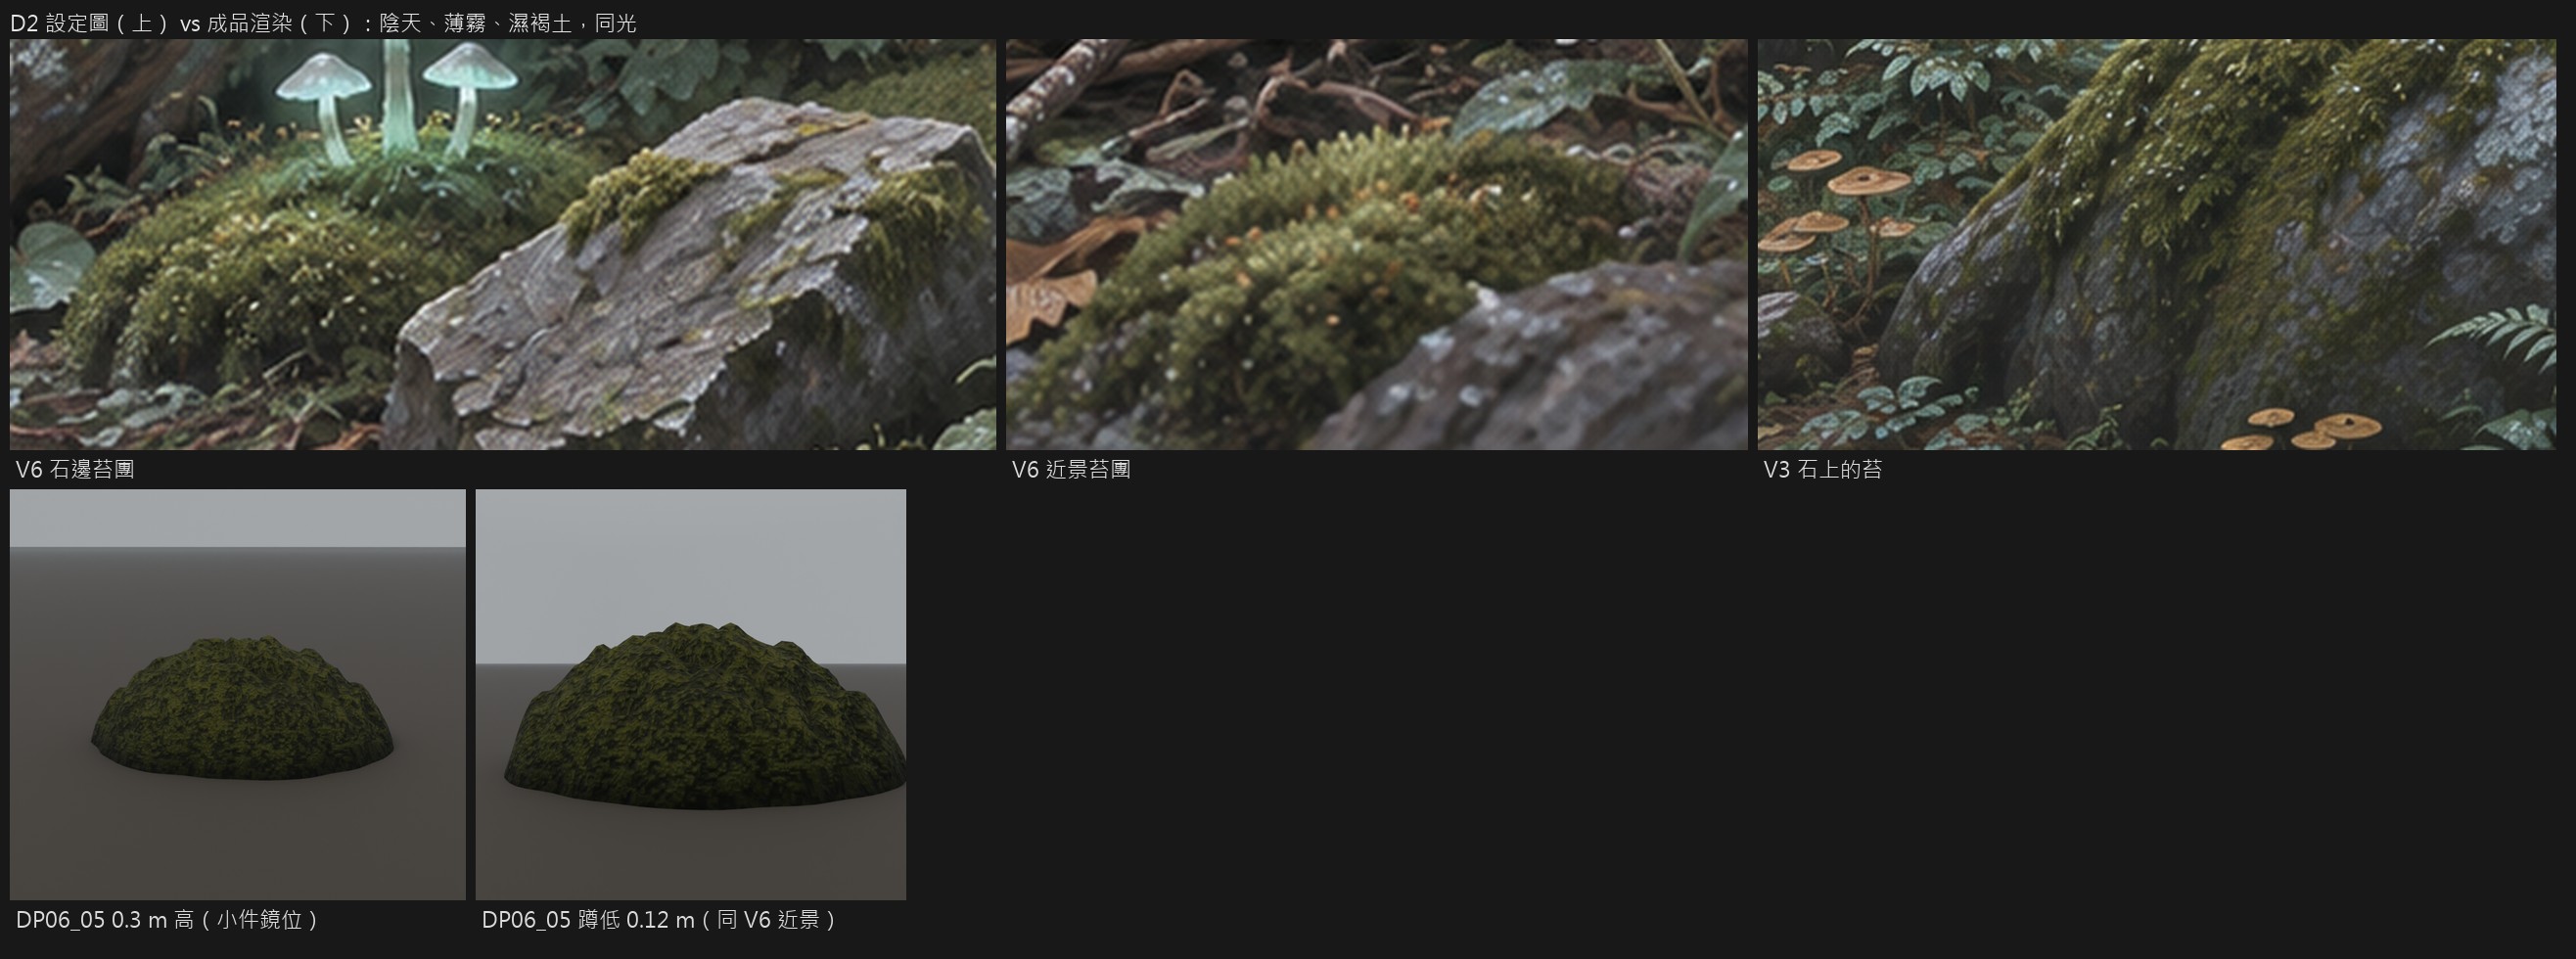 D2 設定圖（上）vs 成品渲染（下）：陰天、薄霧、濕褐土，同光
V6 石邊苔團
V6 近景苔團
V3 石上的苔
DP06_05 0.3 m 高（小件鏡位）
DP06_05 蹲低 0.12 m（同 V6 近景）